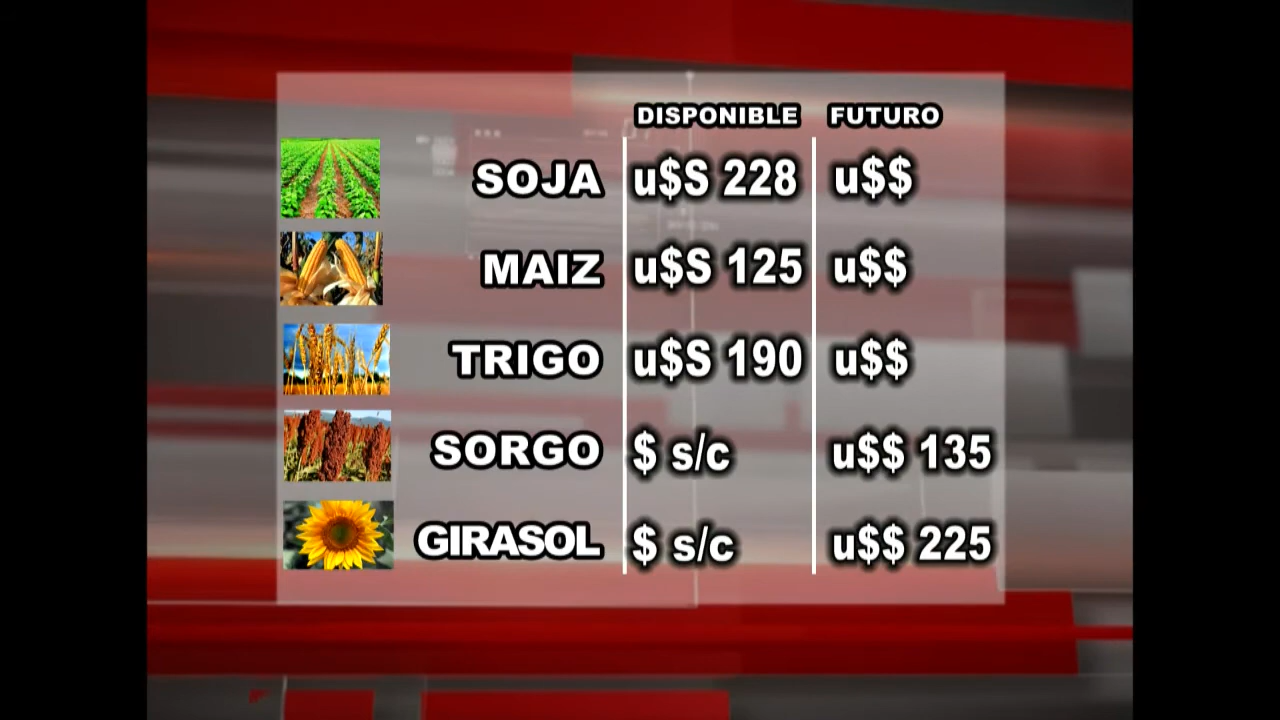 DISPONIBLE FUTURO
SOJA u$S 228 u$$
MAIZ u$S 125 u$$
TRIGO u$S 190 u$$
SORGO $ s/c u$$ 135
GIRASOL $ s/c u$$ 225